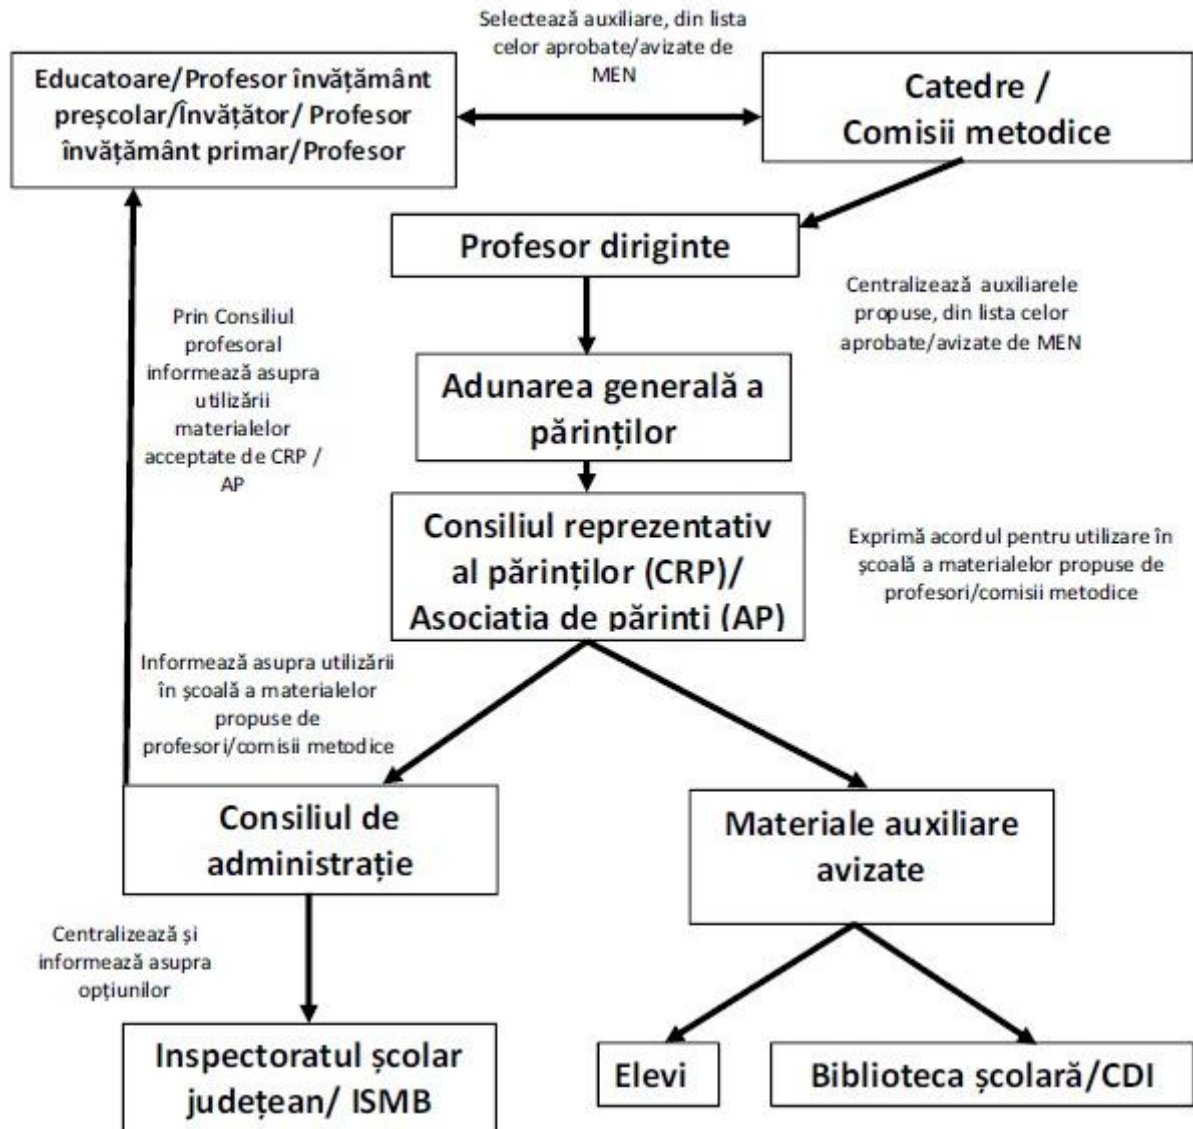 Selectează auxiliare, din lista
celor aprobate/avizate de
MEN
Educatoare/Profesor învățământ
preșcolar/Învățător/ Profesor
învățământ primar/Profesor
Catedre /
Comisii metodice
Profesor diriginte
Centralizează auxiliarele
propuse, din lista celor
aprobate/avizate de MEN
Prin Consiliul
profesoral
informează asupra
utilizării
materialelor
acceptate de CRP /
AP
Adunarea generală a
părinților
Consiliul reprezentativ
al părinților (CRP)/
Asociatia de părinti (AP)
Exprimă acordul pentru utilizare în
școală a materialelor propuse de
profesori/comisii metodice
Informează asupra utilizării
în școală a materialelor
propuse de
profesori/comisii metodice
Consiliul de
administrație
Materiale auxiliare
avizate
Centralizează și
informează asupra
opțiunilor
Inspectoratul școlar
județean/ ISMB
Elevi
Biblioteca școlară/CDI